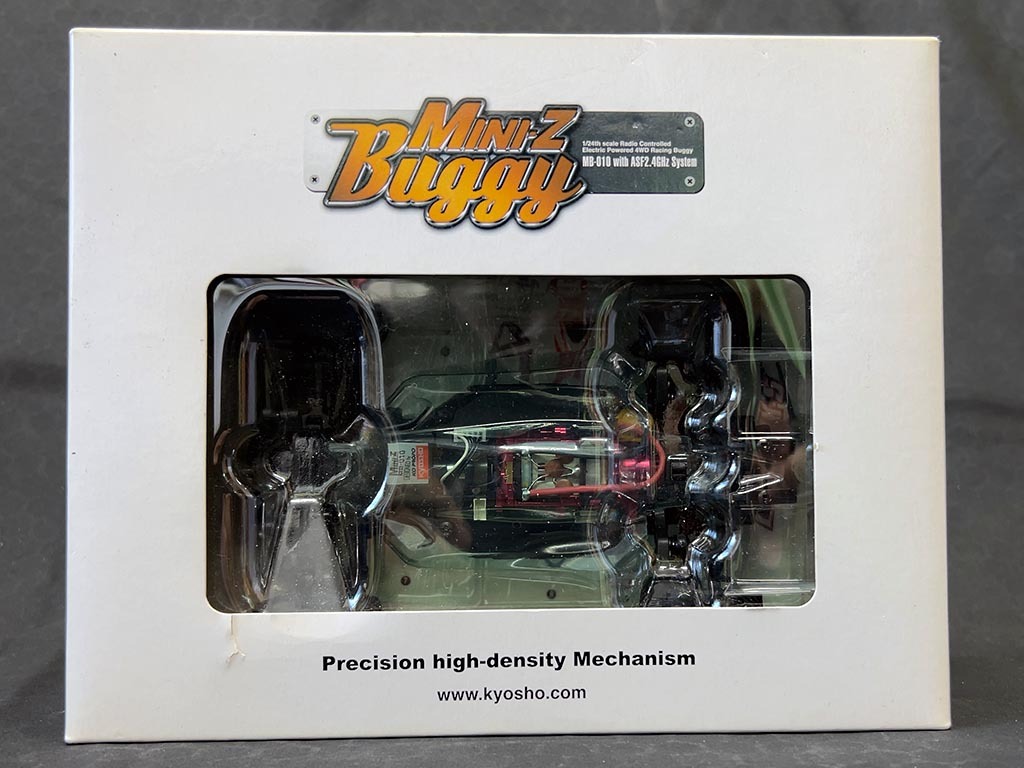 MINI-Z
Buggy
1/24th scale Radio Controlled
Electric Powered 4WD Racing Buggy
MB-010 with ASF2.4GHz System
Precision high-density Mechanism
www.kyosho.com